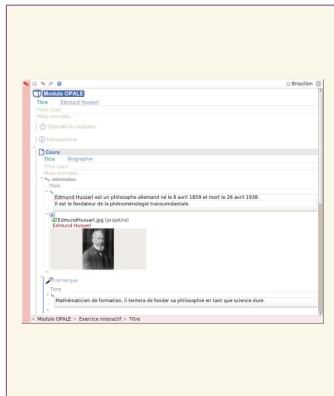 Brouillon
Module OPALE
Titre Edmund Husserl
Titre court
Méta-données...
Objectifs du module
Introduction
Cours
Titre Biographie
Titre court
Méta-données...
Information
Titre
Edmund Husserl est un philosophe allemand né le 8 avril 1859 et mort le 26 avril 1938.
Il est le fondateur de la phénoménologie transcendantale.
EdmundHusserl.jpg
Edmund Husserl
Remarque
Titre
Mathématicien de formation, il tentera de fonder sa philosophie en tant que science dure.
> Module OPALE > Exercice interactif > Titre